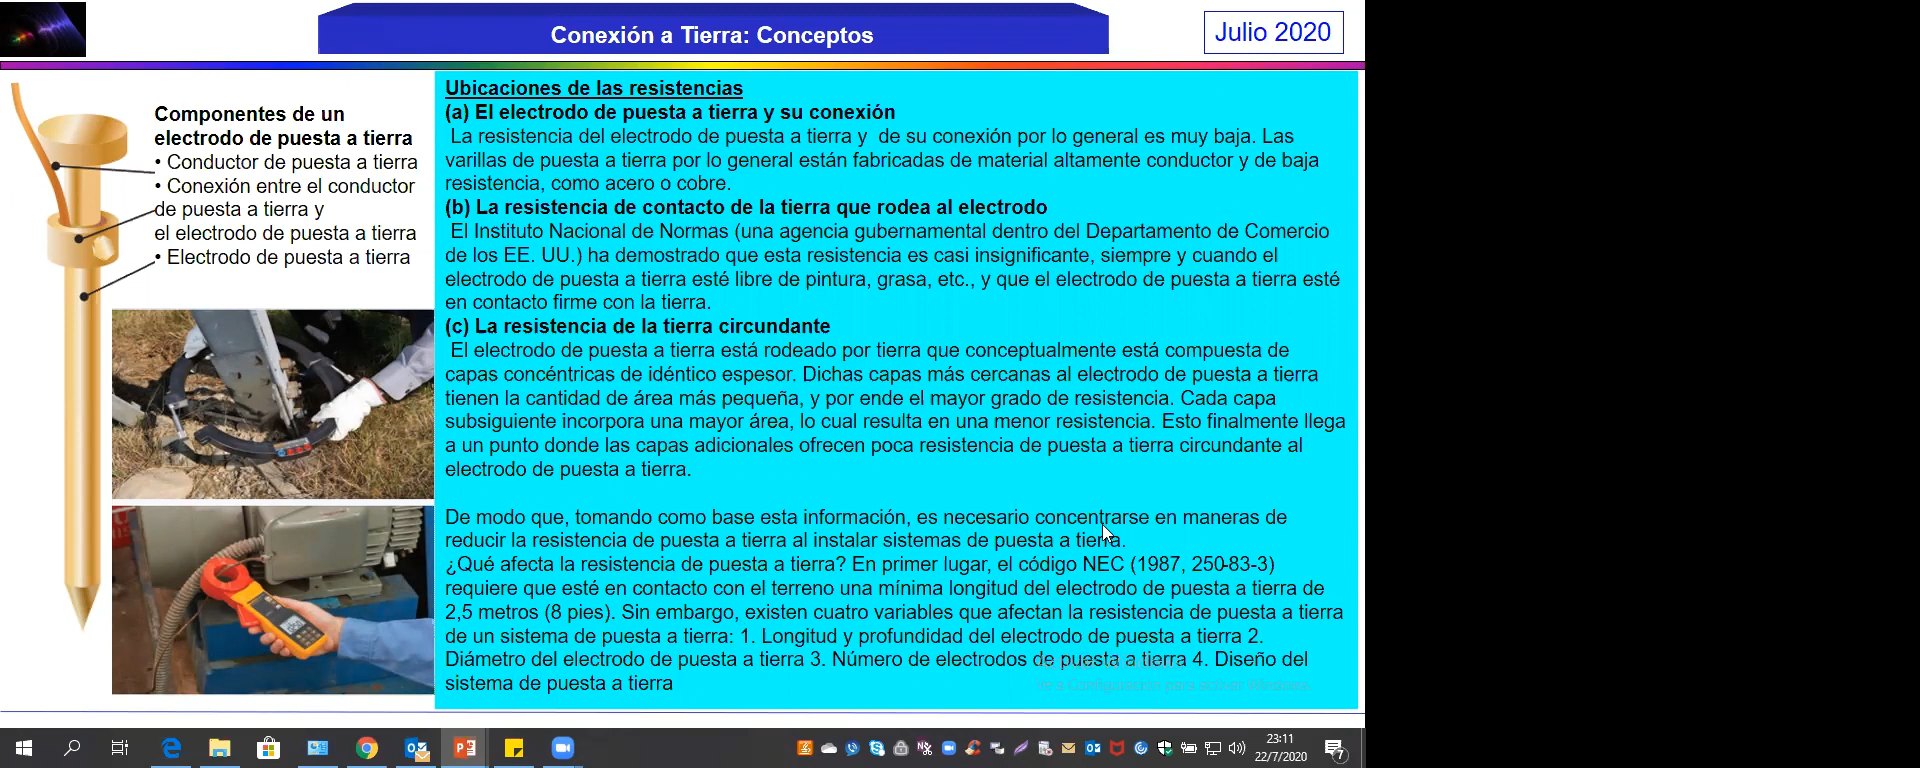 Conexión a Tierra: Conceptos
Julio 2020
Componentes de un
electrodo de puesta a tierra
• Conductor de puesta a tierra
• Conexión entre el conductor
de puesta a tierra y
el electrodo de puesta a tierra
• Electrodo de puesta a tierra
Ubicaciones de las resistencias
(a) El electrodo de puesta a tierra y su conexión
La resistencia del electrodo de puesta a tierra y de su conexión por lo general es muy baja. Las
varillas de puesta a tierra por lo general están fabricadas de material altamente conductor y de baja
resistencia, como acero o cobre.
(b) La resistencia de contacto de la tierra que rodea al electrodo
El Instituto Nacional de Normas (una agencia gubernamental dentro del Departamento de Comercio
de los EE. UU.) ha demostrado que esta resistencia es casi insignificante, siempre y cuando el
electrodo de puesta a tierra esté libre de pintura, grasa, etc., y que el electrodo de puesta a tierra esté
en contacto firme con la tierra.
(c) La resistencia de la tierra circundante
El electrodo de puesta a tierra está rodeado por tierra que conceptualmente está compuesta de
capas concéntricas de idéntico espesor. Dichas capas más cercanas al electrodo de puesta a tierra
tienen la cantidad de área más pequeña, y por ende el mayor grado de resistencia. Cada capa
subsiguiente incorpora una mayor área, lo cual resulta en una menor resistencia. Esto finalmente llega
a un punto donde las capas adicionales ofrecen poca resistencia de puesta a tierra circundante al
electrodo de puesta a tierra.
De modo que, tomando como base esta información, es necesario concentrarse en maneras de
reducir la resistencia de puesta a tierra al instalar sistemas de puesta a tierra.
¿Qué afecta la resistencia de puesta a tierra? En primer lugar, el código NEC (1987, 250-83-3)
requiere que esté en contacto con el terreno una mínima longitud del electrodo de puesta a tierra de
2,5 metros (8 pies). Sin embargo, existen cuatro variables que afectan la resistencia de puesta a tierra
de un sistema de puesta a tierra: 1. Longitud y profundidad del electrodo de puesta a tierra 2.
Diámetro del electrodo de puesta a tierra 3. Número de electrodos de puesta a tierra 4. Diseño del
sistema de puesta a tierra
23:11
22/7/2020
7